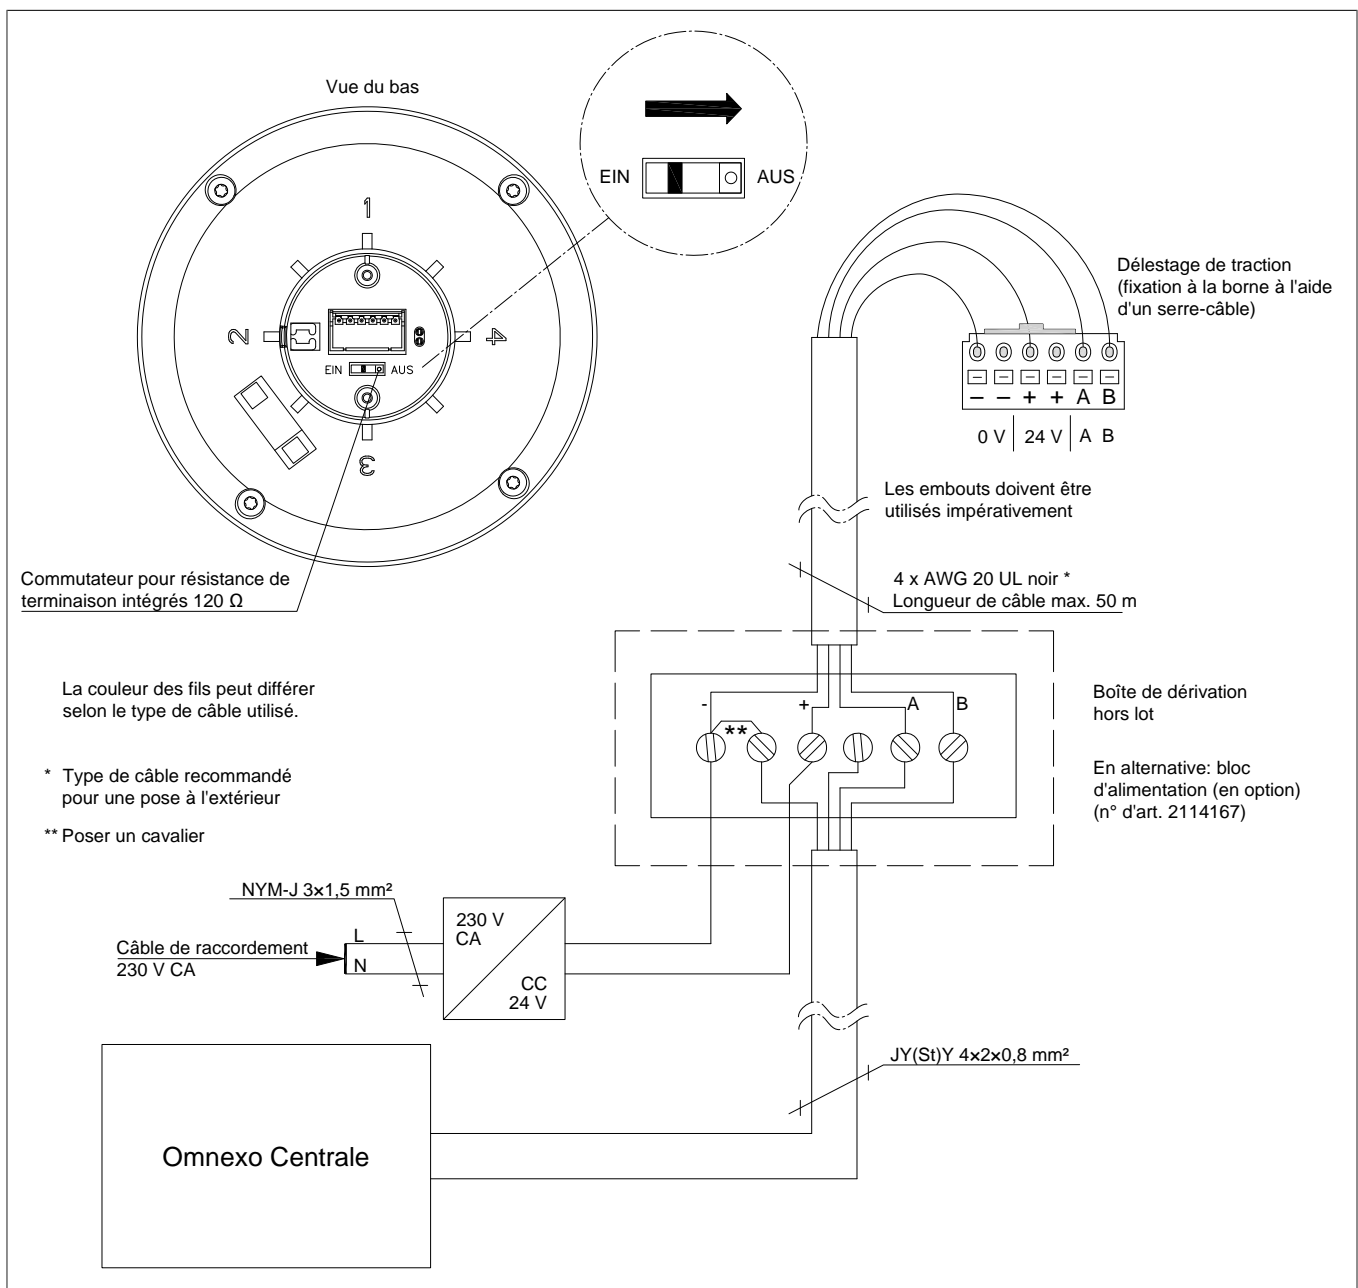 Vue du bas
EIN AUS
1
2
4
3
EIN AUS
Délestage de traction
(fixation à la borne à l'aide
d'un serre-câble)
− − + + A B
0 V 24 V A B
Les embouts doivent être
utilisés impérativement
Commutateur pour résistance de
terminaison intégrés 120 Ω
4 x AWG 20 UL noir *
Longueur de câble max. 50 m
La couleur des fils peut différer
selon le type de câble utilisé.
- + A B
**
Boîte de dérivation
hors lot
En alternative: bloc
d'alimentation (en option)
(n° d'art. 2114167)
* Type de câble recommandé
pour une pose à l'extérieur
** Poser un cavalier
NYM-J 3×1,5 mm²
Câble de raccordement
230 V CA
L
N
230 V
CA
CC
24 V
JY(St)Y 4×2×0,8 mm²
Omnexo Centrale